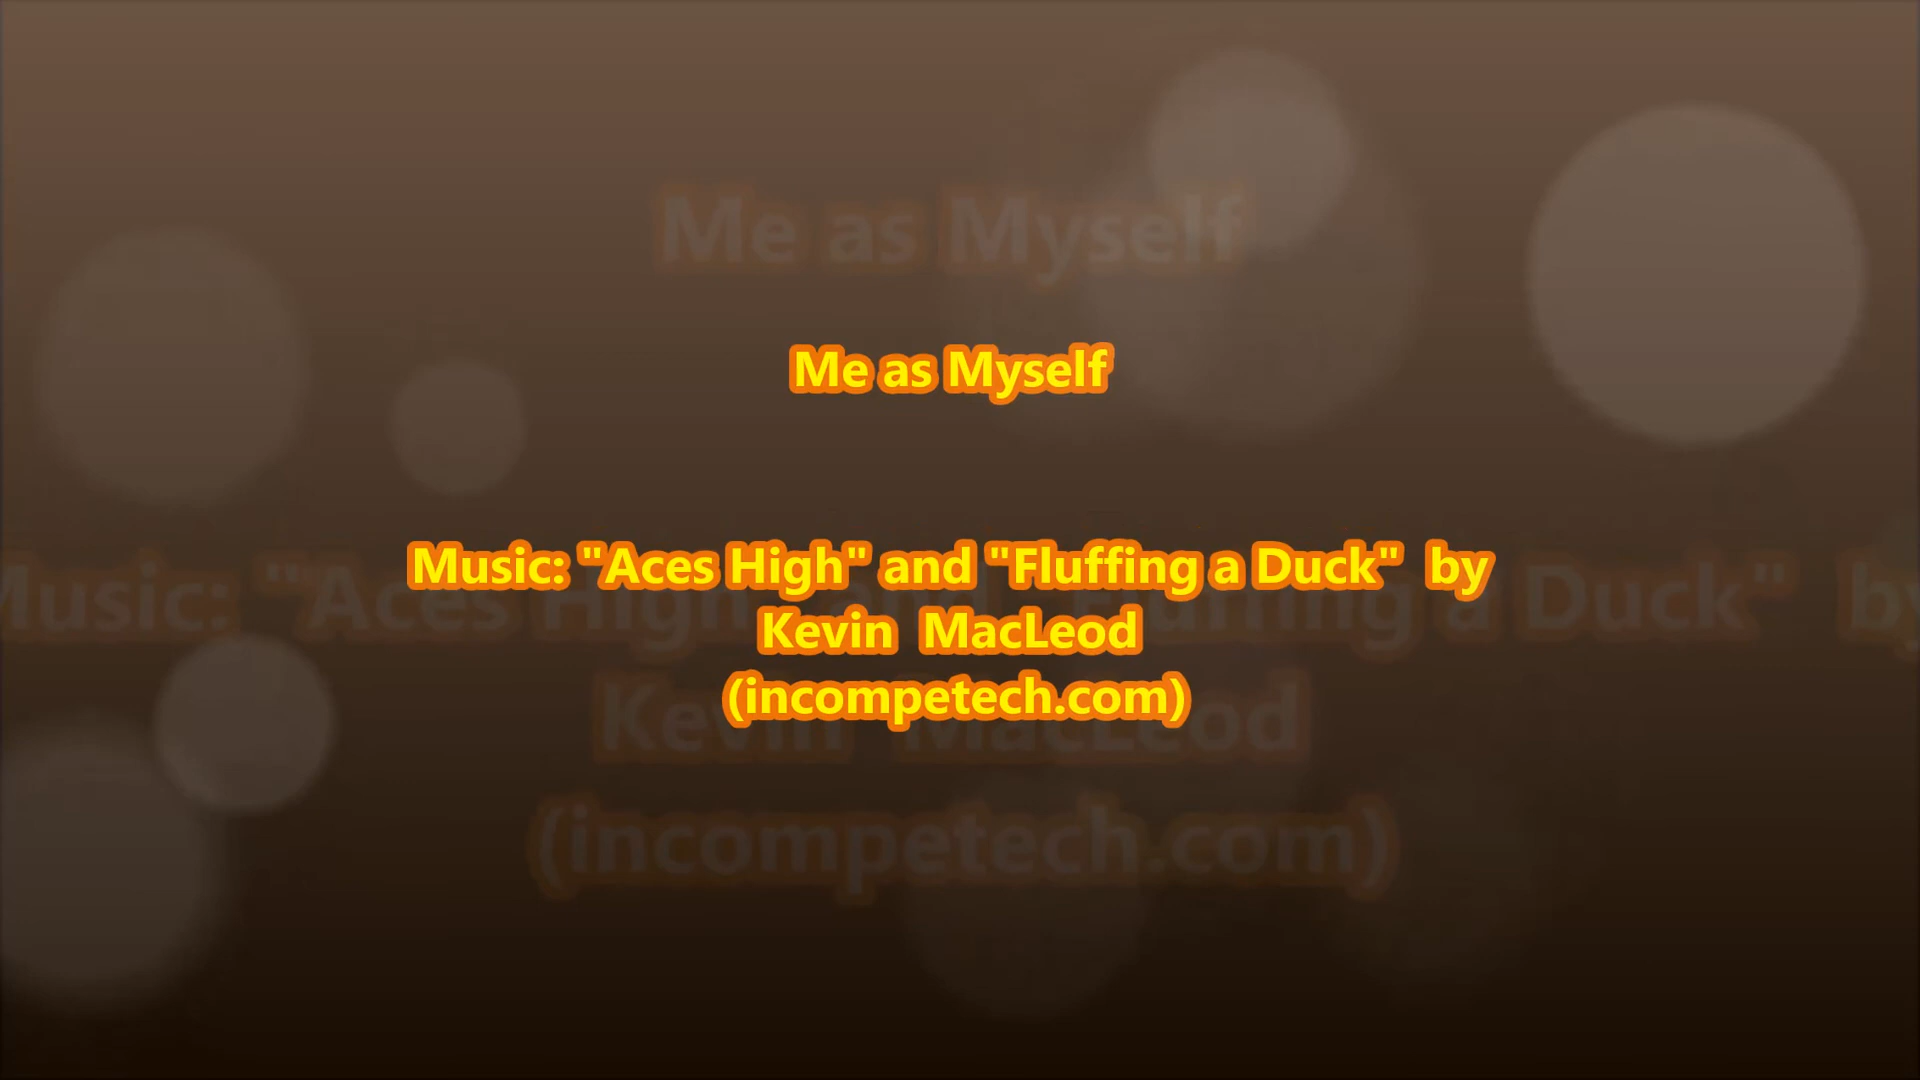 Me as Myself
Music: "Aces High" and "Fluffing a Duck"  by
Kevin  MacLeod
(incompetech.com)